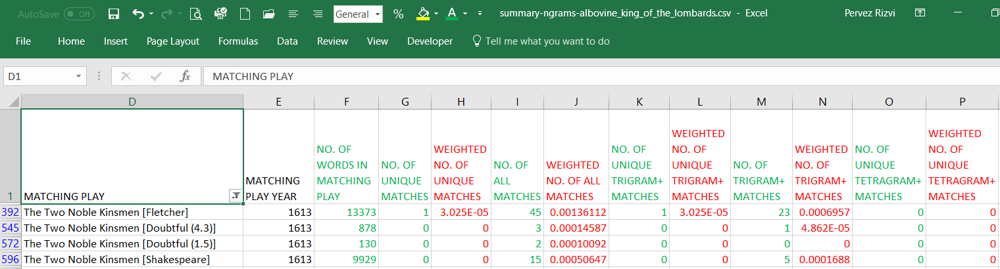 AutoSave Off General % A summary-ngrams-albovine_king_of_the_lombards.csv - Excel Pervez Rizvi
File Home Insert Page Layout Formulas Data Review View Developer Tell me what you want to do
D1 fx MATCHING PLAY
D E F G H I J K L M N O P
1 MATCHING PLAY
MATCHING
PLAY YEAR
NO. OF
WORDS IN
MATCHING
PLAY
NO. OF
UNIQUE
MATCHES
WEIGHTED
NO. OF
UNIQUE
MATCHES
NO. OF
ALL
MATCHES
WEIGHTED
NO. OF ALL
MATCHES
NO. OF
UNIQUE
TRIGRAM+
MATCHES
WEIGHTED
NO. OF
UNIQUE
TRIGRAM+
MATCHES
NO. OF
TRIGRAM+
MATCHES
WEIGHTED
NO. OF
TRIGRAM+
MATCHES
NO. OF
UNIQUE
TETRAGRAM+
MATCHES
WEIGHTED
NO. OF
UNIQUE
TETRAGRAM+
MATCHES
392 The Two Noble Kinsmen [Fletcher] 1613 13373 1 3.025E-05 45 0.00136112 1 3.025E-05 23 0.0006957 0 0
545 The Two Noble Kinsmen [Doubtful (4.3)] 1613 878 0 0 3 0.00014587 0 0 1 4.862E-05 0 0
572 The Two Noble Kinsmen [Doubtful (1.5)] 1613 130 0 0 2 0.00010092 0 0 0 0 0 0
596 The Two Noble Kinsmen [Shakespeare] 1613 9929 0 0 15 0.00050647 0 0 5 0.0001688 0 0